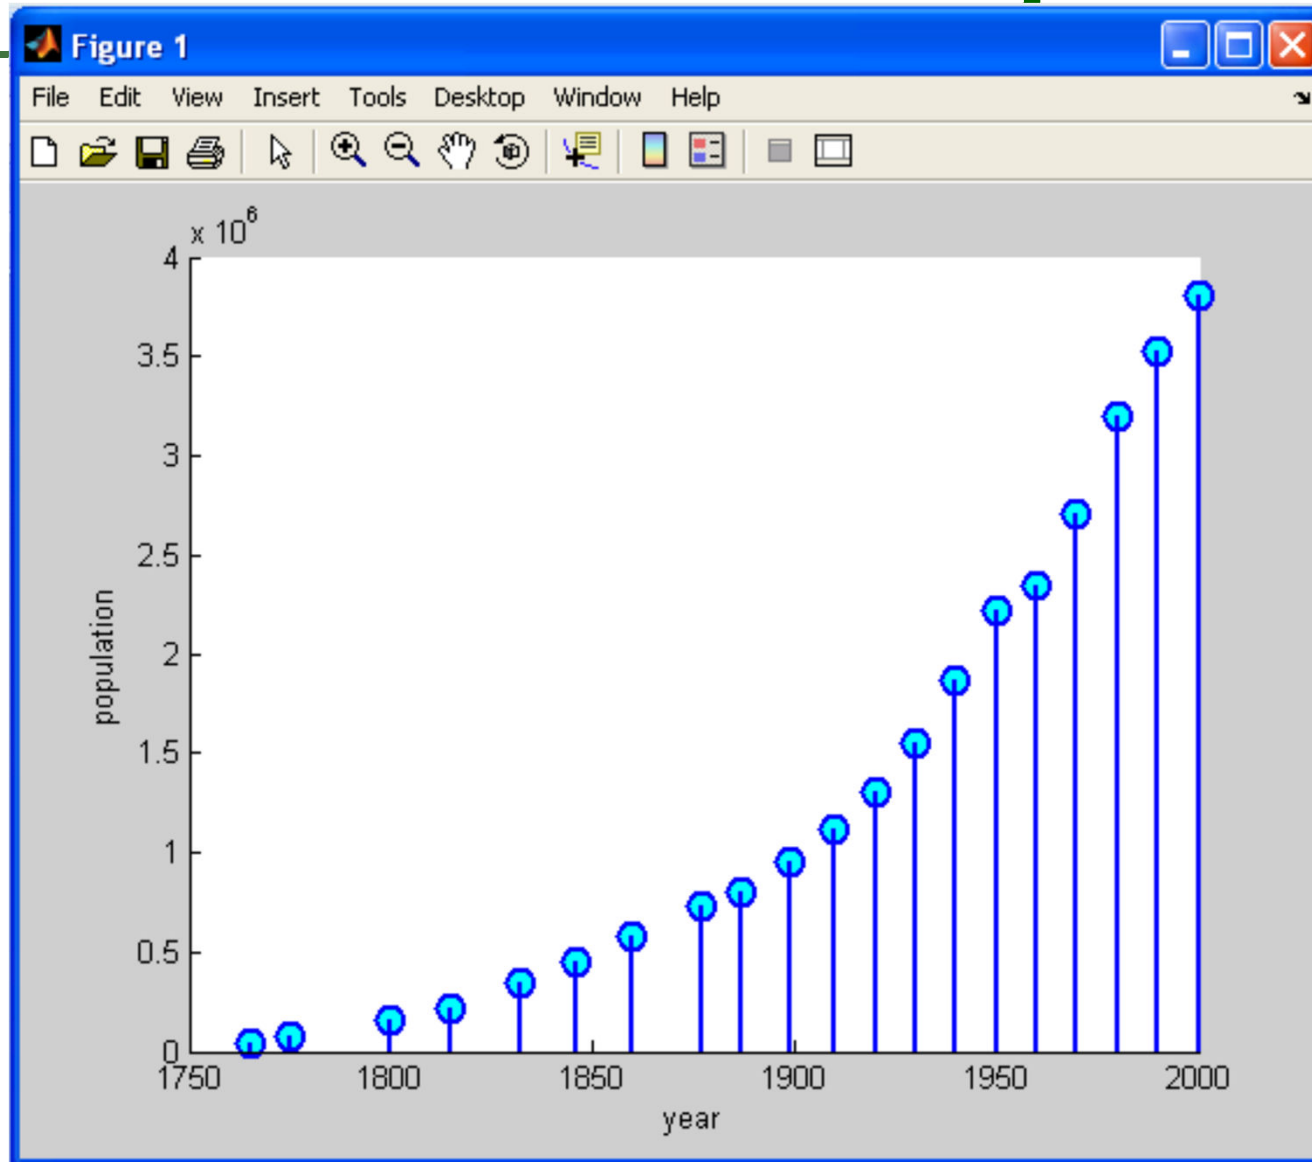 Figure 1
File Edit View Insert Tools Desktop Window Help
x 10^6
4
3.5
3
2.5
2
1.5
1
0.5
0
population
1750 1800 1850 1900 1950 2000
year